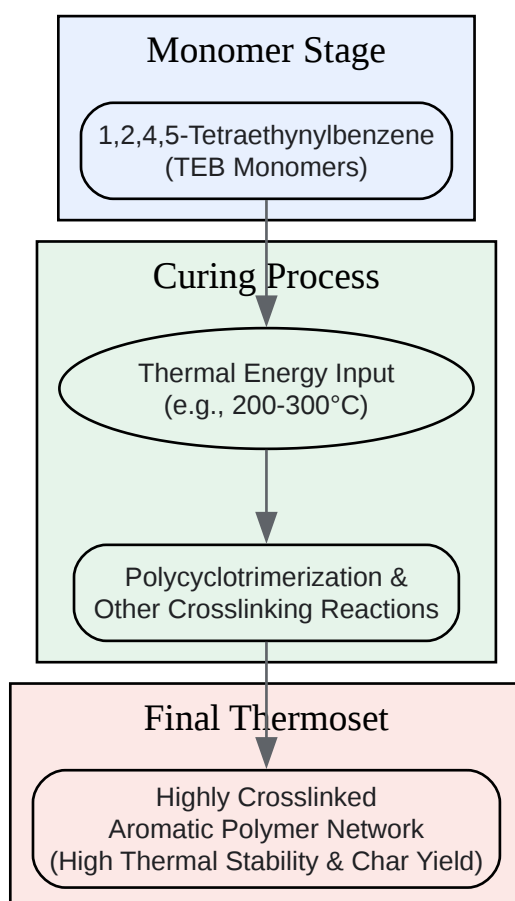 Monomer Stage
1,2,4,5-Tetraethynylbenzene
(TEB Monomers)
Curing Process
Thermal Energy Input
(e.g., 200-300°C)
Polycyclotrimerization &
Other Crosslinking Reactions
Final Thermoset
Highly Crosslinked
Aromatic Polymer Network
(High Thermal Stability & Char Yield)